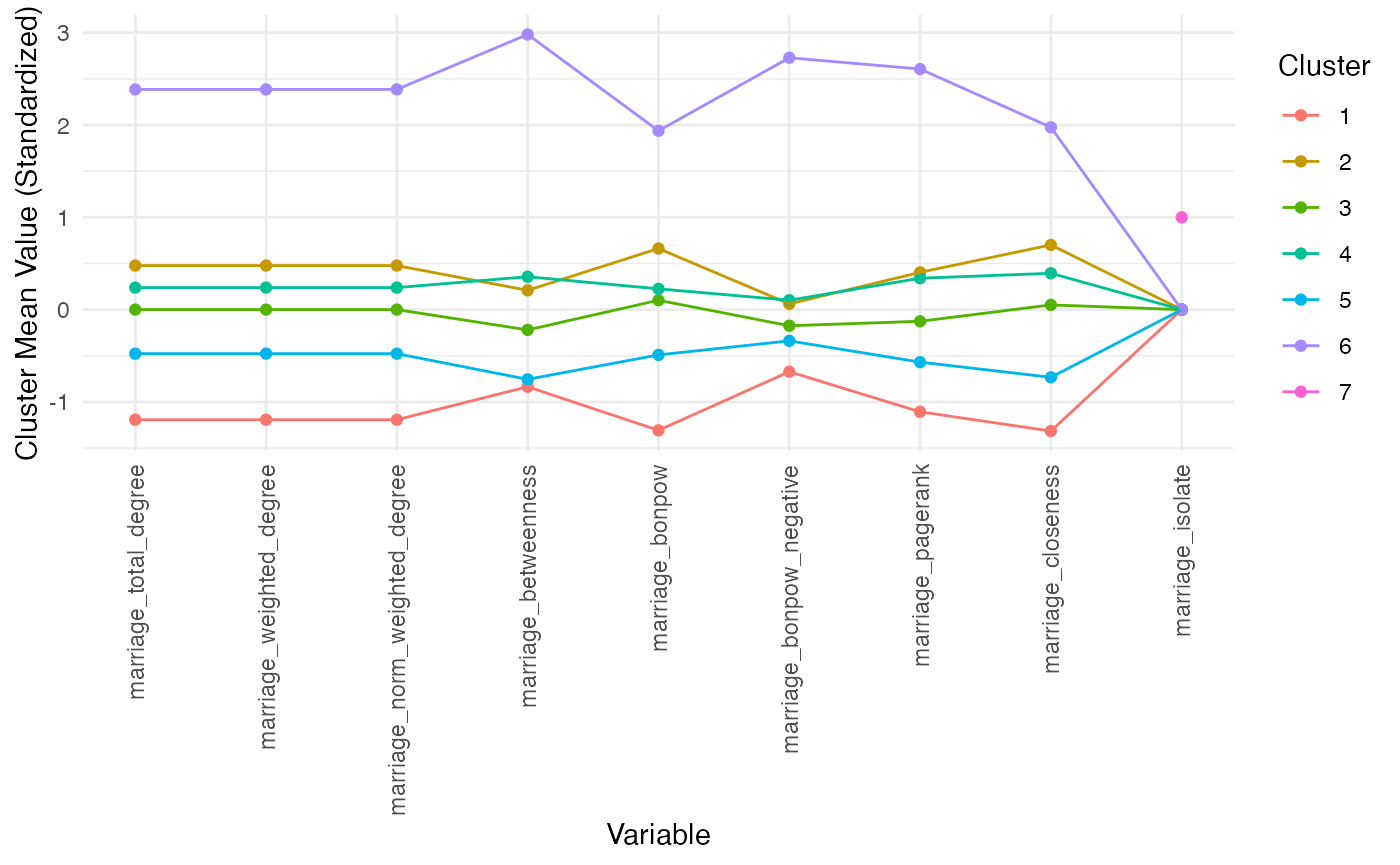 Cluster Mean Value (Standardized)
3
2
1
0
-1
marriage_total_degree
marriage_weighted_degree
marriage_norm_weighted_degree
marriage_betweenness
marriage_bonpow
marriage_bonpow_negative
marriage_pagerank
marriage_closeness
marriage_isolate
Variable
Cluster
1
2
3
4
5
6
7